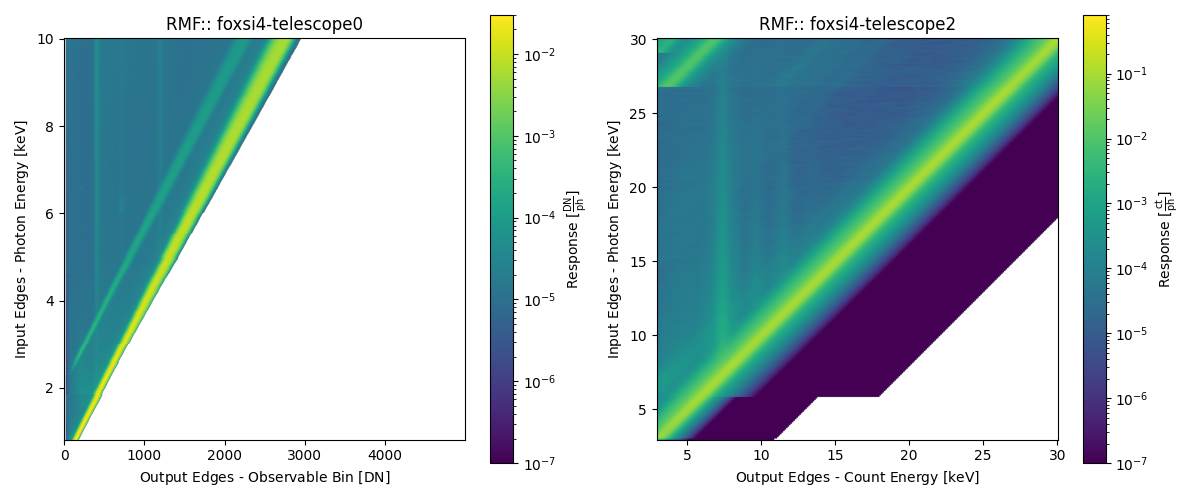 RMF:: foxsi4-telescope0
10
8
6
4
2
Input Edges - Photon Energy [keV]
0 1000 2000 3000 4000
Output Edges - Observable Bin [DN]
10⁻²
10⁻³
10⁻⁴
10⁻⁵
10⁻⁶
10⁻⁷
Response [DN/ph]
RMF:: foxsi4-telescope2
30
25
20
15
10
5
Input Edges - Photon Energy [keV]
5 10 15 20 25 30
Output Edges - Count Energy [keV]
10⁻¹
10⁻²
10⁻³
10⁻⁴
10⁻⁵
10⁻⁶
10⁻⁷
Response [ct/ph]